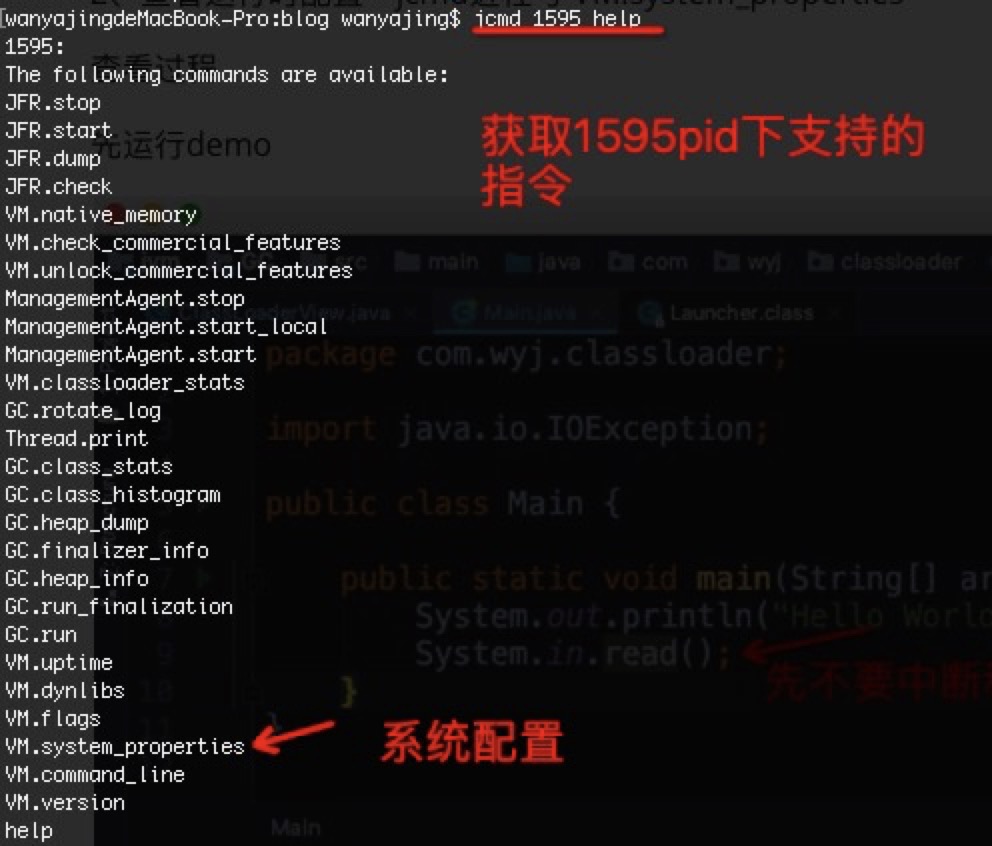 wanyajingdeMacBook-Pro:blog wanyajing$ jcmd 1595 help
1595:
The following commands are available:
JFR.stop
JFR.start
JFR.dump
JFR.check
VM.native_memory
VM.check_commercial_features
VM.unlock_commercial_features
ManagementAgent.stop
ManagementAgent.start_local
ManagementAgent.start
VM.classloader_stats
GC.rotate_log
Thread.print
GC.class_stats
GC.class_histogram
GC.heap_dump
GC.finalizer_info
GC.heap_info
GC.run_finalization
GC.run
VM.uptime
VM.dynlibs
VM.flags
VM.system_properties
VM.command_line
VM.version
help
获取1595pid下支持的
指令
系统配置
查看过程
先运行demo
src main java com wyj classloader
Main.java Launcher.class
package com.wyj.classloader;
import java.io.IOException;
public class Main {
public static void main(String[]
System.out.println("Hello
System.in.read();
先不要中断
}
Main